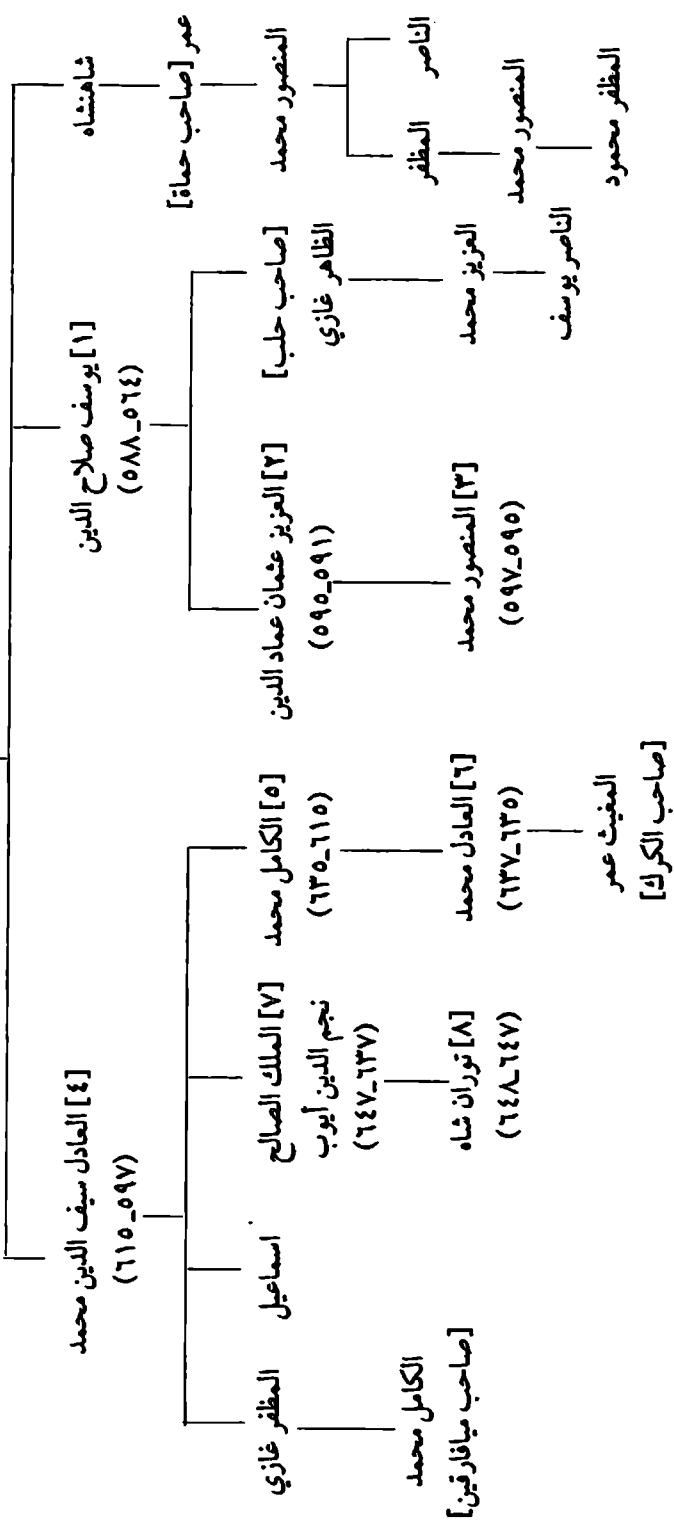 شاهنشاه
عمر [صاحب حماة]
المنصور محمد
الناصر
المظفر
المنصور محمد
المظفر محمود
[١] يوسف صلاح الدين
(٥٦٤_٥٨٨)
[صاحب حلب]
الظاهر غازي
العزيز محمد
الناصر يوسف
[٢] العزيز عثمان عماد الدين
(٥٩١_٥٩٥)
[٣] المنصور محمد
(٥٩٥_٥٩٧)
[٤] العادل سيف الدين محمد
(٥٩٧_٦١٥)
[٥] الكامل محمد
(٦١٥_٦٣٥)
[٦] العادل محمد
(٦٣٥_٦٣٧)
المغيث عمر
[صاحب الكرك]
[٧] الملك الصالح
نجم الدين أيوب
(٦٣٧_٦٤٧)
[٨] توران شاه
(٦٤٧_٦٤٨)
اسماعيل
المظفر غازي
الكامل محمد
[صاحب ميافارقين]